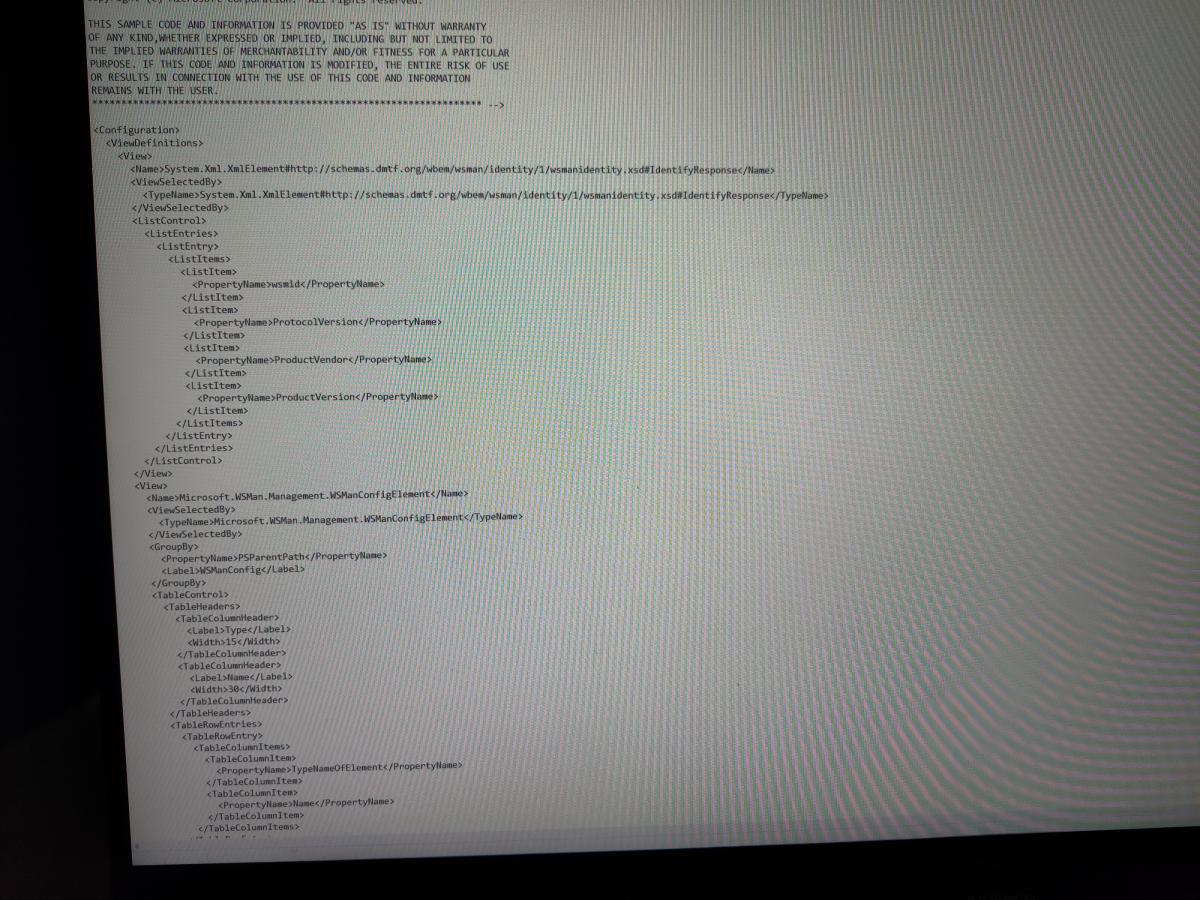 Copyright (c) Microsoft Corporation. All rights reserved.
THIS SAMPLE CODE AND INFORMATION IS PROVIDED "AS IS" WITHOUT WARRANTY
OF ANY KIND,WHETHER EXPRESSED OR IMPLIED, INCLUDING BUT NOT LIMITED TO
THE IMPLIED WARRANTIES OF MERCHANTABILITY AND/OR FITNESS FOR A PARTICULAR
PURPOSE. IF THIS CODE AND INFORMATION IS MODIFIED, THE ENTIRE RISK OF USE
OR RESULTS IN CONNECTION WITH THE USE OF THIS CODE AND INFORMATION
REMAINS WITH THE USER.
******************************************************************* -->
<Configuration>
<ViewDefinitions>
<View>
<Name>System.Xml.XmlElement#http://schemas.dmtf.org/wbem/wsman/identity/1/wsmanidentity.xsd#IdentifyResponse</Name>
<ViewSelectedBy>
<TypeName>System.Xml.XmlElement#http://schemas.dmtf.org/wbem/wsman/identity/1/wsmanidentity.xsd#IdentifyResponse</TypeName>
</ViewSelectedBy>
<ListControl>
<ListEntries>
<ListEntry>
<ListItems>
<ListItem>
<PropertyName>wsmid</PropertyName>
</ListItem>
<ListItem>
<PropertyName>ProtocolVersion</PropertyName>
</ListItem>
<ListItem>
<PropertyName>ProductVendor</PropertyName>
</ListItem>
<ListItem>
<PropertyName>ProductVersion</PropertyName>
</ListItem>
</ListItems>
</ListEntry>
</ListEntries>
</ListControl>
</View>
<View>
<Name>Microsoft.WSMan.Management.WSManConfigElement</Name>
<ViewSelectedBy>
<TypeName>Microsoft.WSMan.Management.WSManConfigElement</TypeName>
</ViewSelectedBy>
<GroupBy>
<PropertyName>PSParentPath</PropertyName>
<Label>WSManConfig</Label>
</GroupBy>
<TableControl>
<TableHeaders>
<TableColumnHeader>
<Label>Type</Label>
<Width>15</Width>
</TableColumnHeader>
<TableColumnHeader>
<Label>Name</Label>
<Width>30</Width>
</TableColumnHeader>
</TableHeaders>
<TableRowEntries>
<TableRowEntry>
<TableColumnItems>
<TableColumnItem>
<PropertyName>TypeNameOfElement</PropertyName>
</TableColumnItem>
<TableColumnItem>
<PropertyName>Name</PropertyName>
</TableColumnItem>
</TableColumnItems>